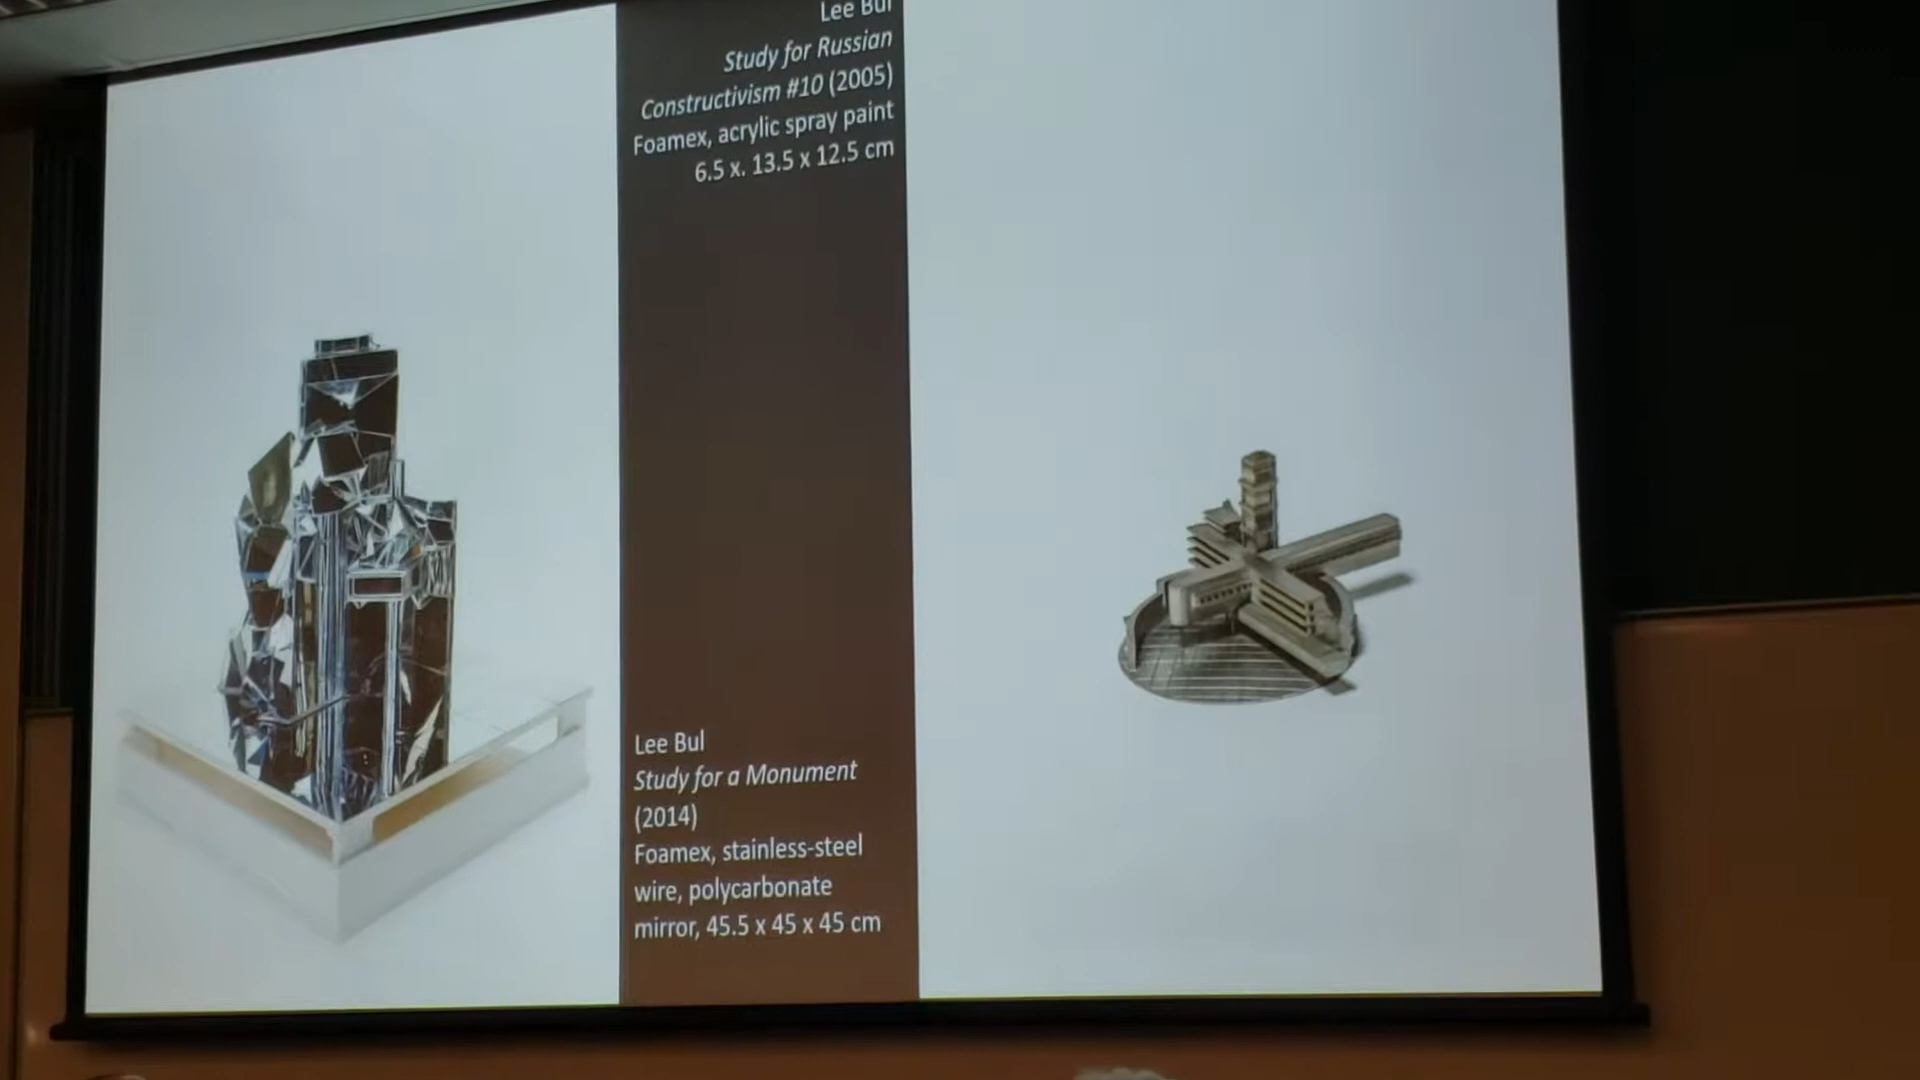 Lee Bul
Study for Russian
Constructivism #10 (2005)
Foamex, acrylic spray paint
6.5 x. 13.5 x 12.5 cm
Lee Bul
Study for a Monument
(2014)
Foamex, stainless-steel
wire, polycarbonate
mirror, 45.5 x 45 x 45 cm